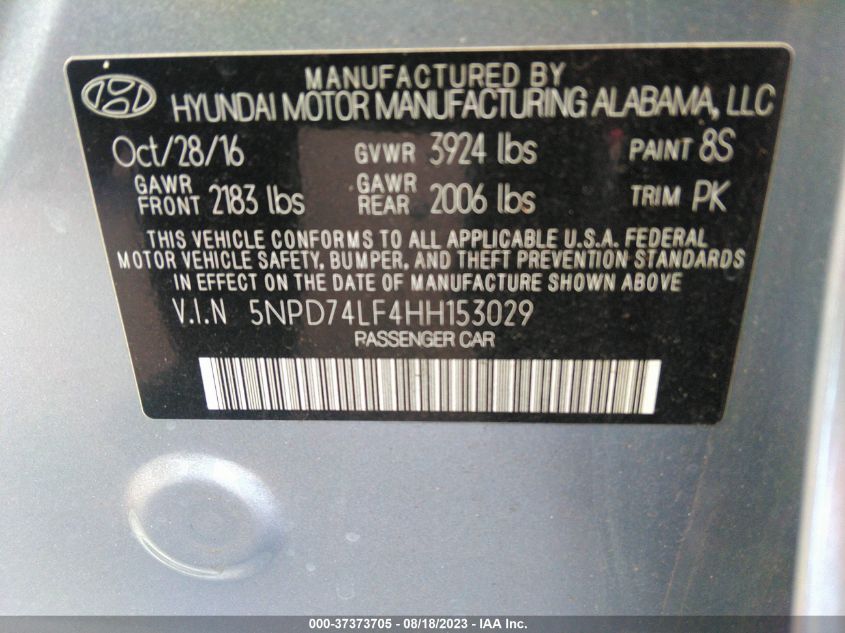 MANUFACTURED BY
HYUNDAI MOTOR MANUFACTURING ALABAMA, LLC
Oct/28/16 GVWR 3924 lbs PAINT 8S
GAWR FRONT 2183 lbs GAWR REAR 2006 lbs TRIM PK
THIS VEHICLE CONFORMS TO ALL APPLICABLE U.S.A. FEDERAL
MOTOR VEHICLE SAFETY, BUMPER, AND THEFT PREVENTION STANDARDS
IN EFFECT ON THE DATE OF MANUFACTURE SHOWN ABOVE
V.I.N 5NPD74LF4HH153029
PASSENGER CAR
000-37373705 - 08/18/2023 - IAA Inc.